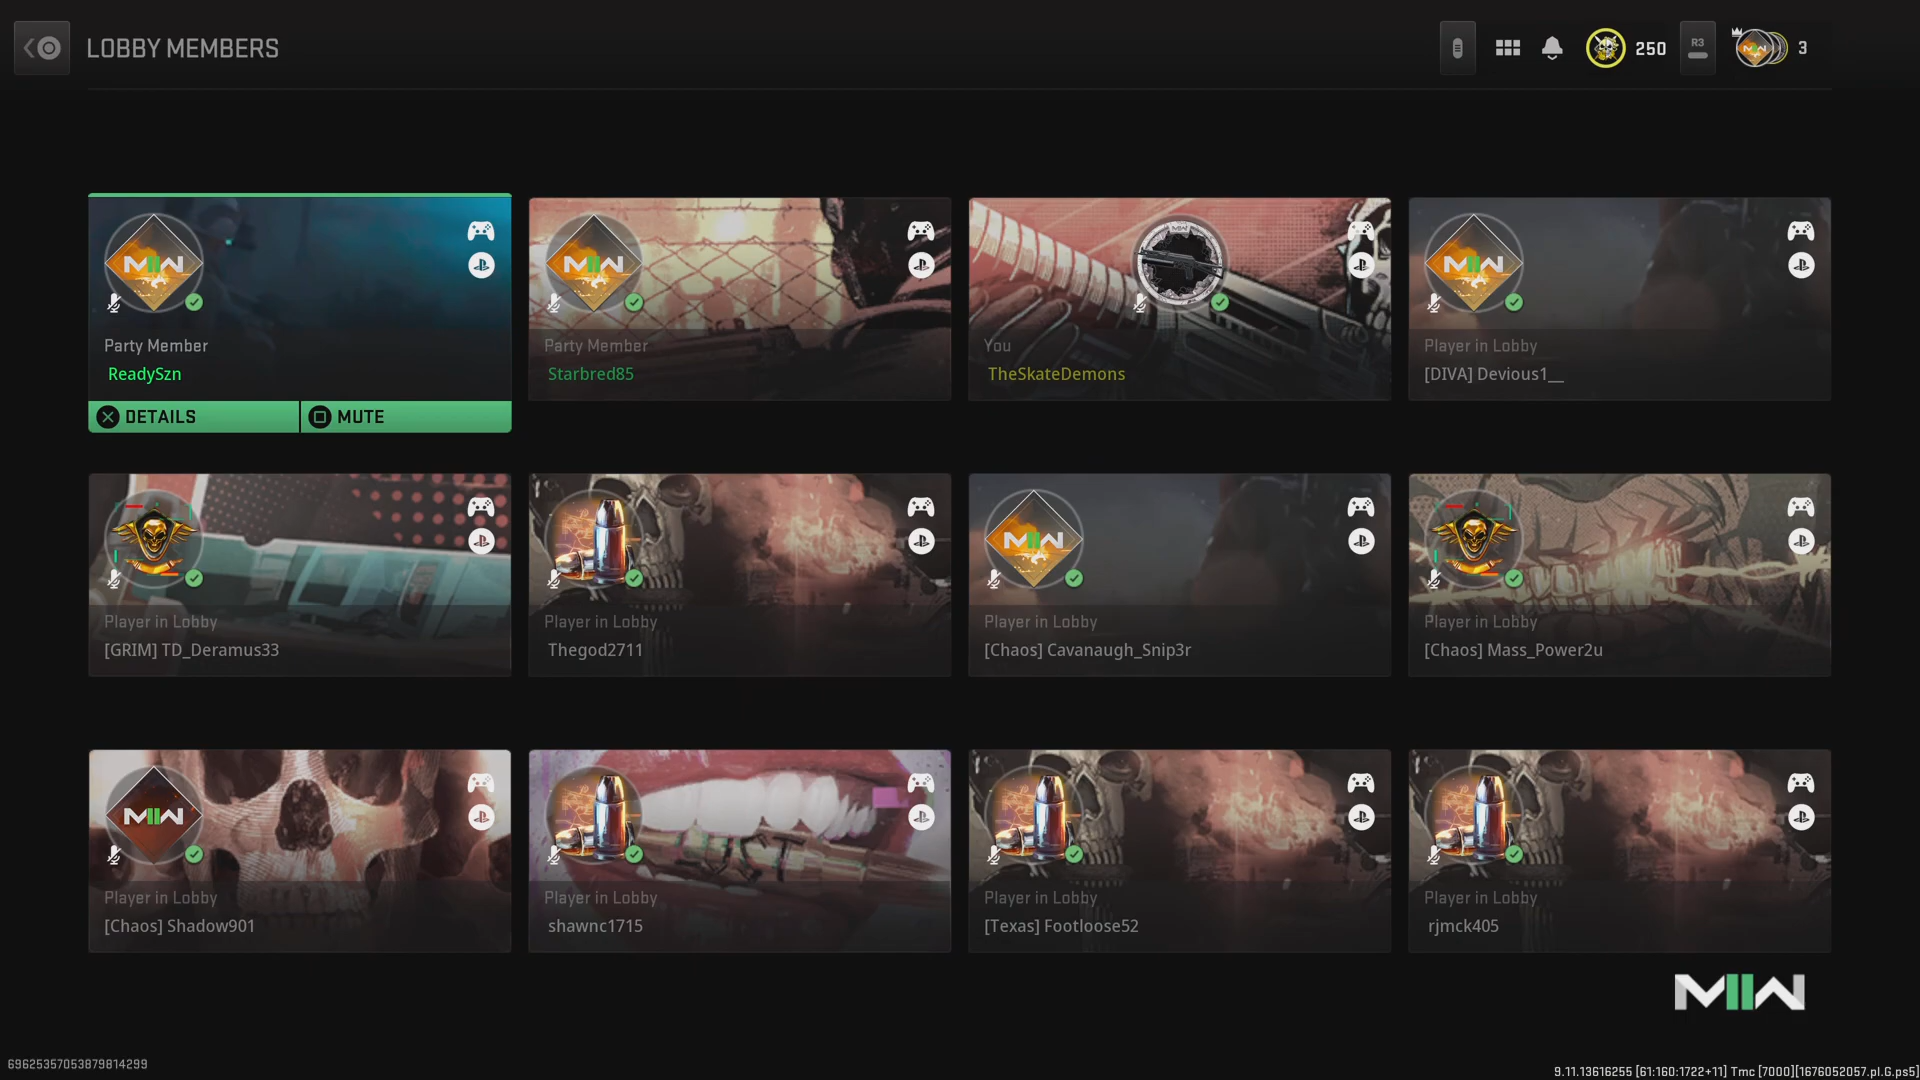 LOBBY MEMBERS
250
R3
3
Party Member
ReadySzn
DETAILS
MUTE
Party Member
Starbred85
You
TheSkateDemons
Player in Lobby
[DIVA] Devious1__
Player in Lobby
[GRIM] TD_Deramus33
Player in Lobby
Thegod2711
Player in Lobby
[Chaos] Cavanaugh_Snip3r
Player in Lobby
[Chaos] Mass_Power2u
Player in Lobby
[Chaos] Shadow901
Player in Lobby
shawnc1715
Player in Lobby
[Texas] Footloose52
Player in Lobby
rjmck405
MIIW
69625357053879814299
9.11.13616255 [61:160:1722+11] Tmc [7000][1676052057.pl.G.ps5]